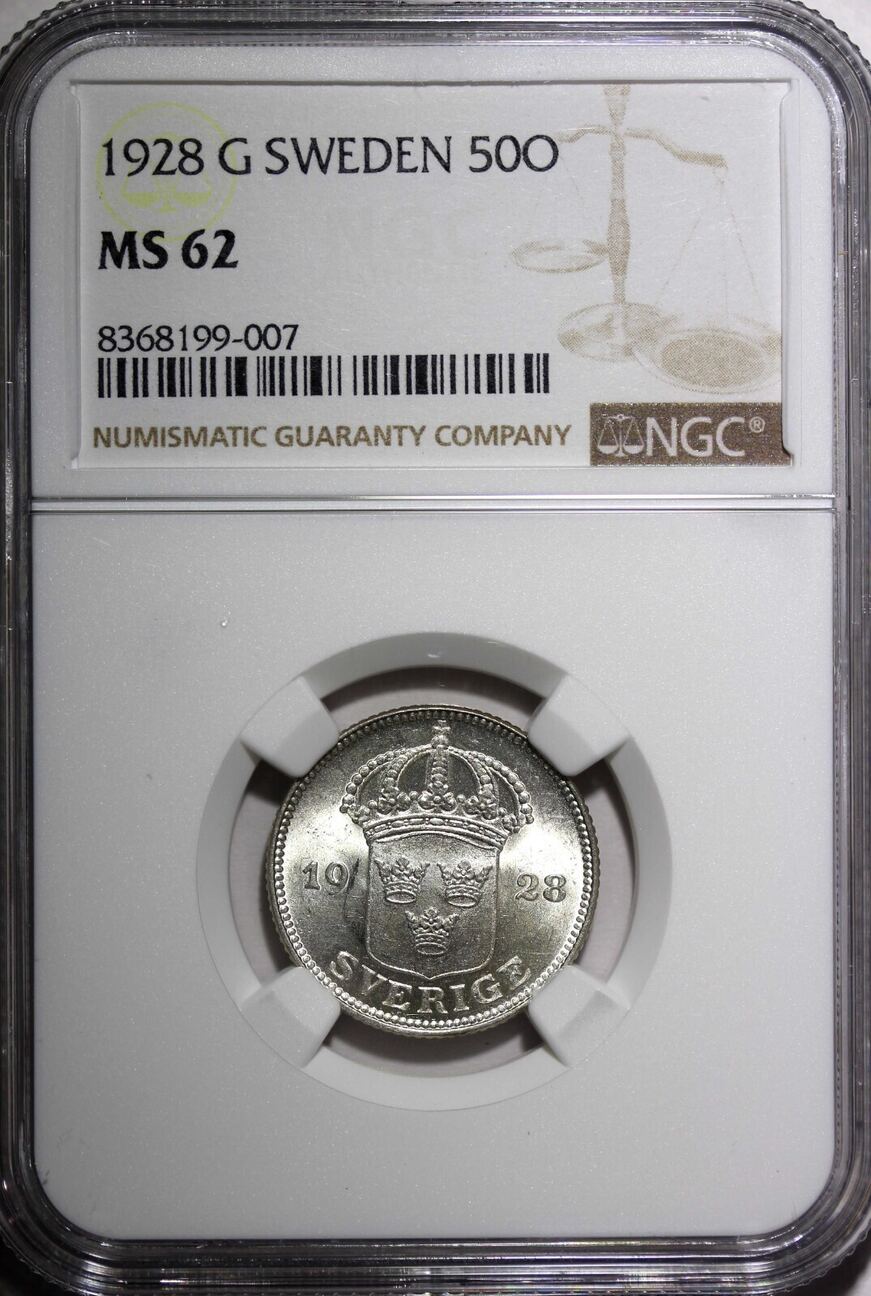 1928 G SWEDEN 50O
MS 62
8368199-007
NUMISMATIC GUARANTY COMPANY
NGC®
19 28
SVERIGE